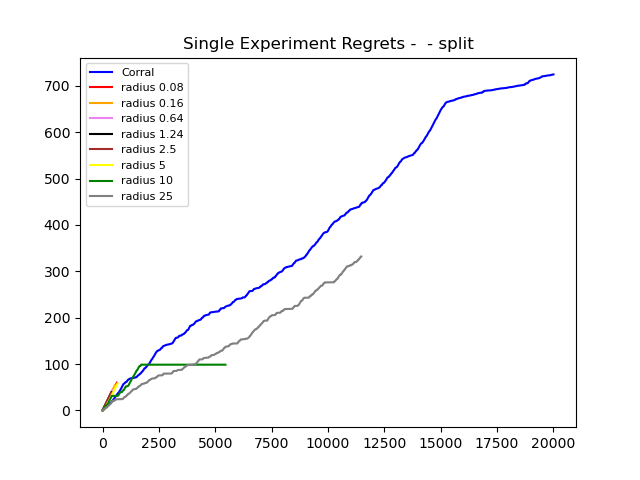 Single Experiment Regrets -  - split
Corral
radius 0.08
radius 0.16
radius 0.64
radius 1.24
radius 2.5
radius 5
radius 10
radius 25
700
600
500
400
300
200
100
0
0 2500 5000 7500 10000 12500 15000 17500 20000